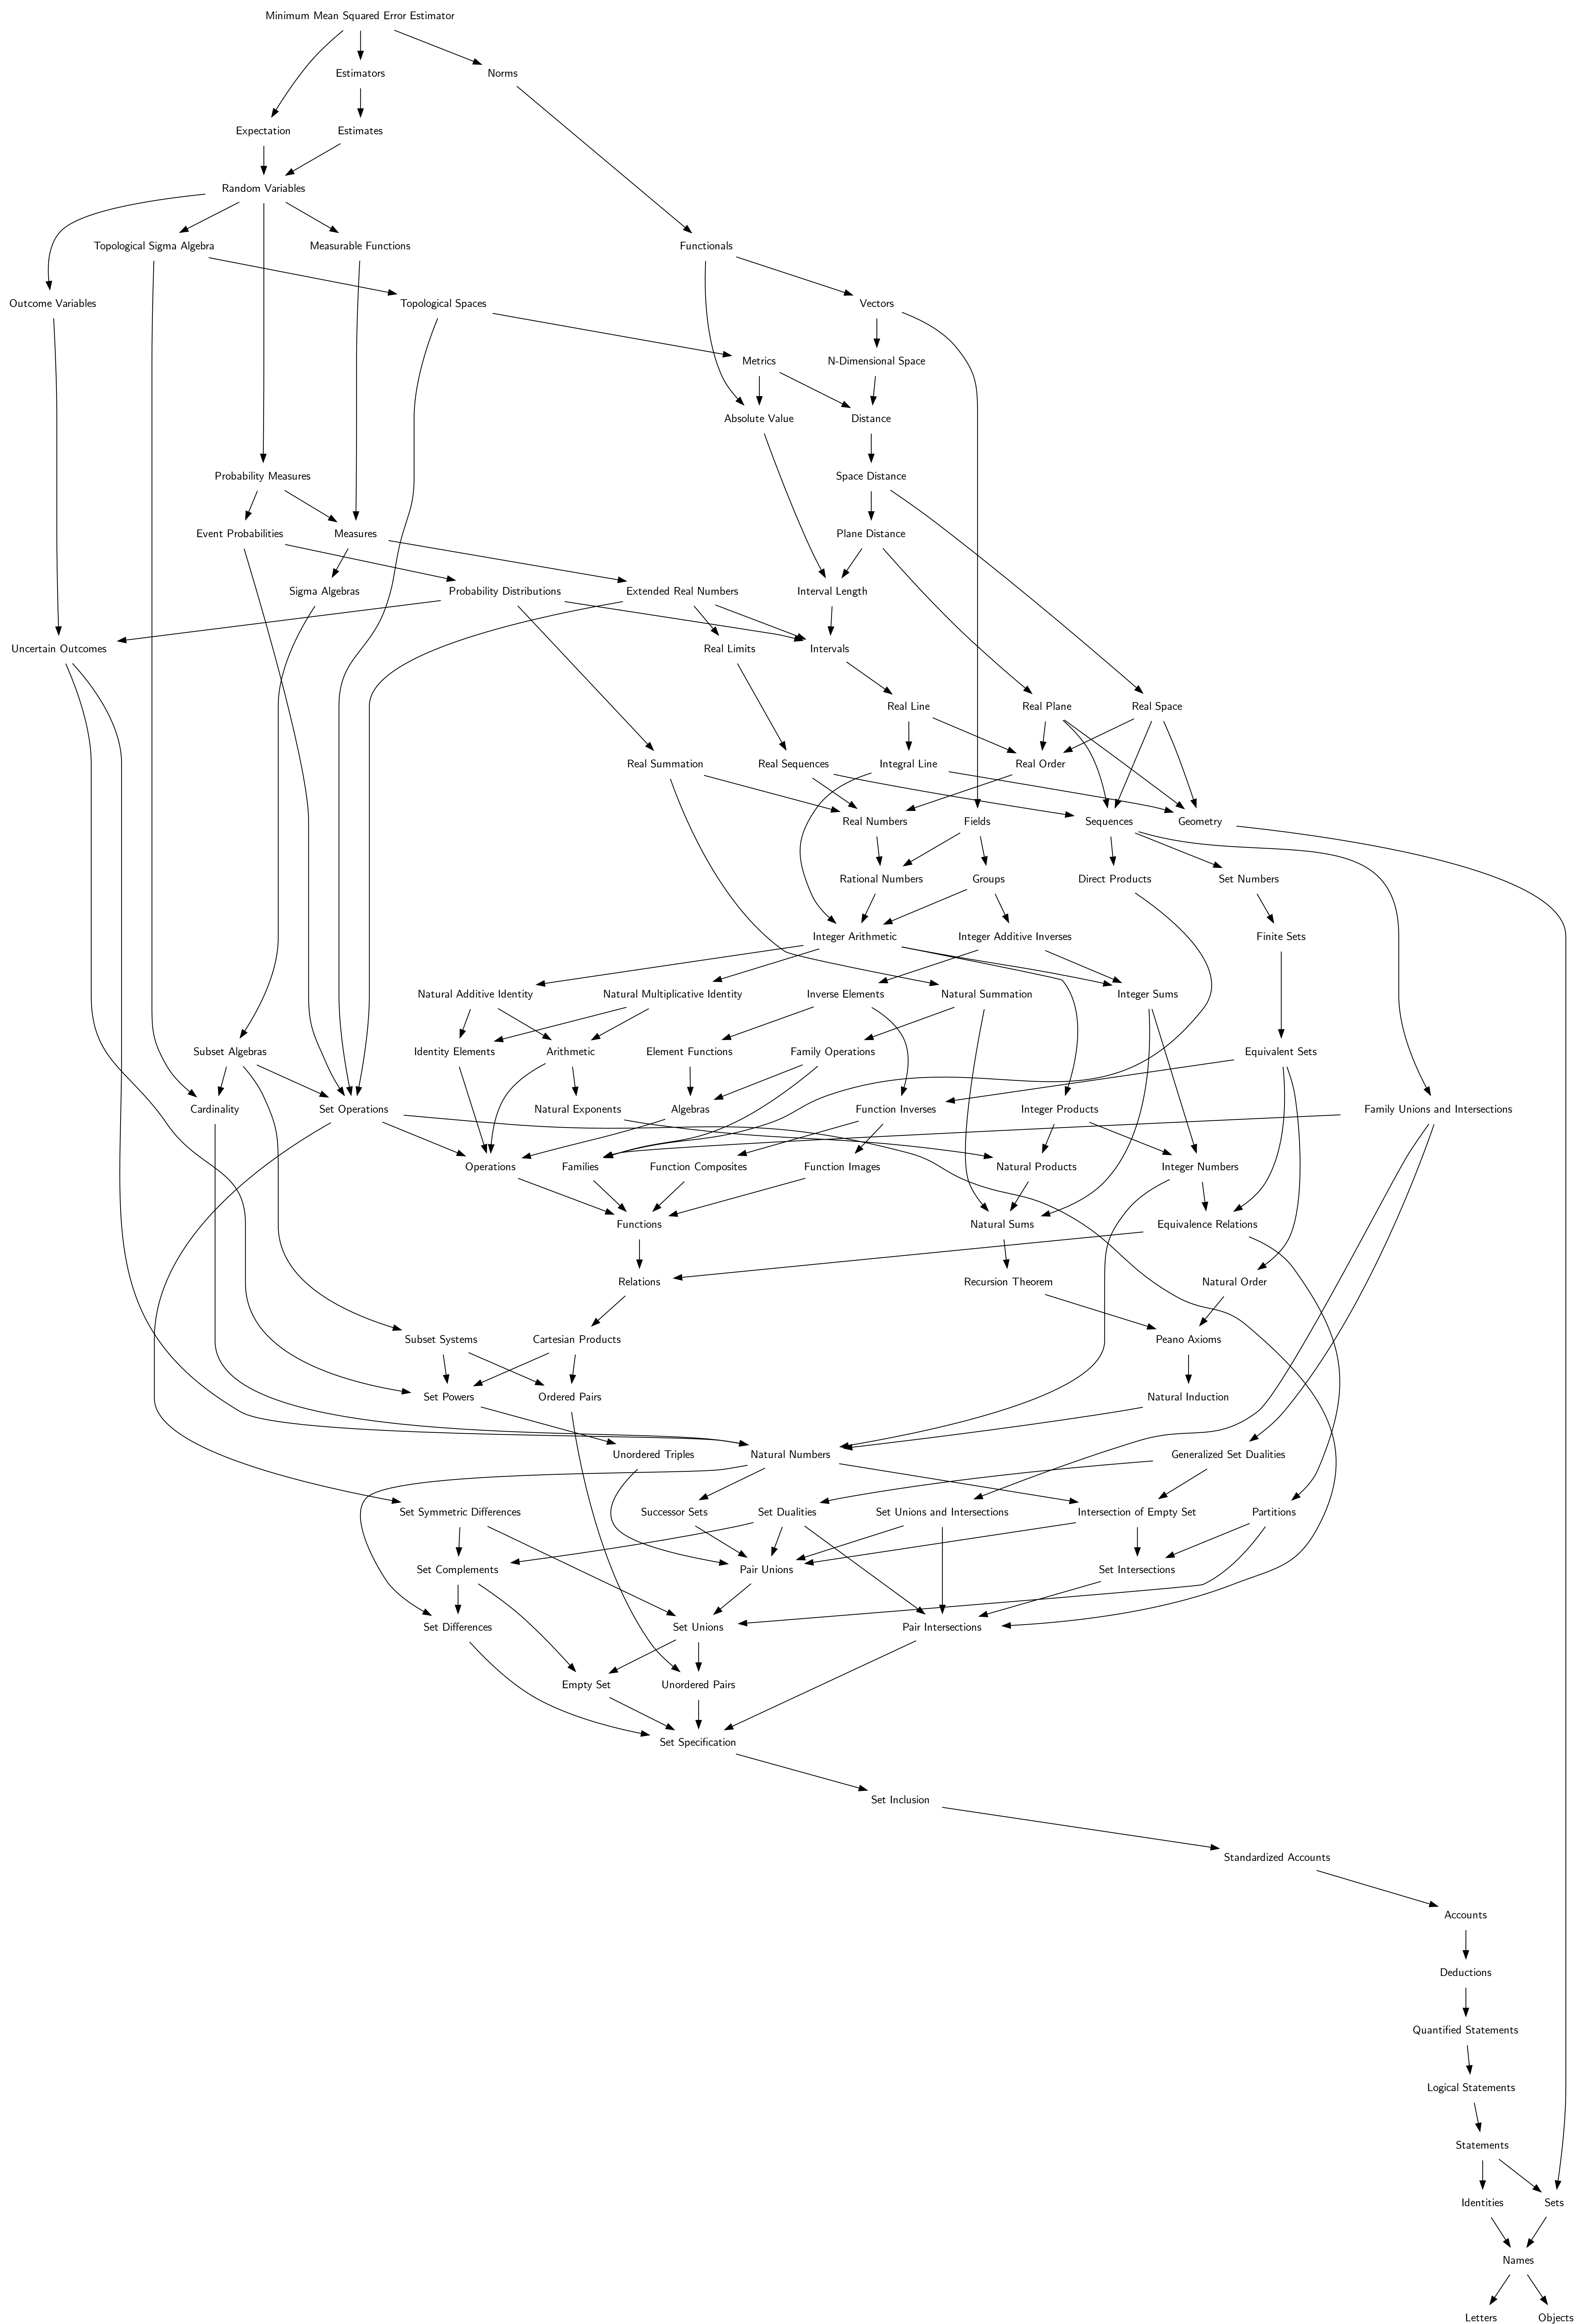 Minimum Mean Squared Error Estimator
Estimators
Norms
Expectation
Estimates
Random Variables
Topological Sigma Algebra
Measurable Functions
Functionals
Outcome Variables
Topological Spaces
Vectors
Metrics
N-Dimensional Space
Absolute Value
Distance
Probability Measures
Space Distance
Event Probabilities
Measures
Plane Distance
Sigma Algebras
Probability Distributions
Extended Real Numbers
Interval Length
Uncertain Outcomes
Real Limits
Intervals
Real Line
Real Plane
Real Space
Real Summation
Real Sequences
Integral Line
Real Order
Real Numbers
Fields
Sequences
Geometry
Rational Numbers
Groups
Direct Products
Set Numbers
Integer Arithmetic
Integer Additive Inverses
Finite Sets
Natural Additive Identity
Natural Multiplicative Identity
Inverse Elements
Natural Summation
Integer Sums
Subset Algebras
Identity Elements
Arithmetic
Element Functions
Family Operations
Equivalent Sets
Cardinality
Set Operations
Natural Exponents
Algebras
Function Inverses
Integer Products
Family Unions and Intersections
Operations
Families
Function Composites
Function Images
Natural Products
Integer Numbers
Functions
Natural Sums
Equivalence Relations
Relations
Recursion Theorem
Natural Order
Subset Systems
Cartesian Products
Peano Axioms
Set Powers
Ordered Pairs
Natural Induction
Unordered Triples
Natural Numbers
Generalized Set Dualities
Set Symmetric Differences
Successor Sets
Set Dualities
Set Unions and Intersections
Intersection of Empty Set
Partitions
Set Complements
Pair Unions
Set Intersections
Set Differences
Set Unions
Pair Intersections
Empty Set
Unordered Pairs
Set Specification
Set Inclusion
Standardized Accounts
Accounts
Deductions
Quantified Statements
Logical Statements
Statements
Identities
Sets
Names
Letters
Objects